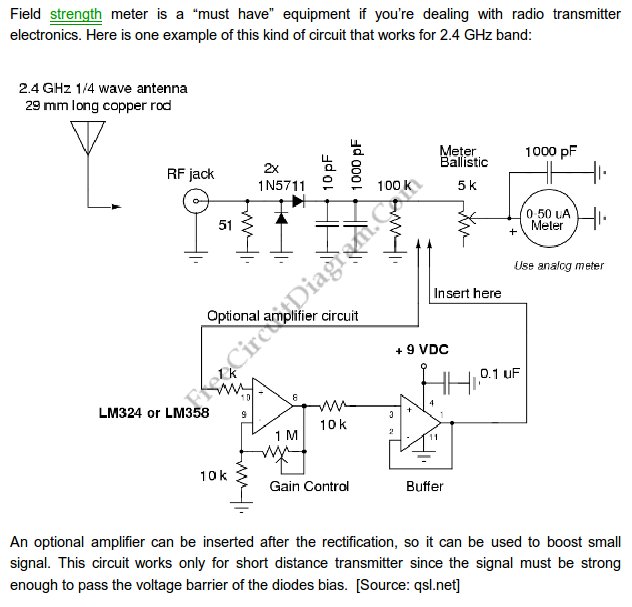 Field strength meter is a “must have” equipment if you’re dealing with radio transmitter
electronics. Here is one example of this kind of circuit that works for 2.4 GHz band:
2.4 GHz 1/4 wave antenna
29 mm long copper rod
RF jack
2x
1N5711
10 pF
1000 pF
100 k
Meter
Ballistic
5 k
1000 pF
51
0-50 uA
Meter
+
Use analog meter
Insert here
Optional amplifier circuit
FreeCircuitDiagram.Com
+ 9 VDC
0.1 uF
1 k
10
+
8
9
-
LM324 or LM358
1 M
10 k
3
+
4
1
2
-
11
10 k
Gain Control
Buffer
An optional amplifier can be inserted after the rectification, so it can be used to boost small
signal. This circuit works only for short distance transmitter since the signal must be strong
enough to pass the voltage barrier of the diodes bias. [Source: qsl.net]